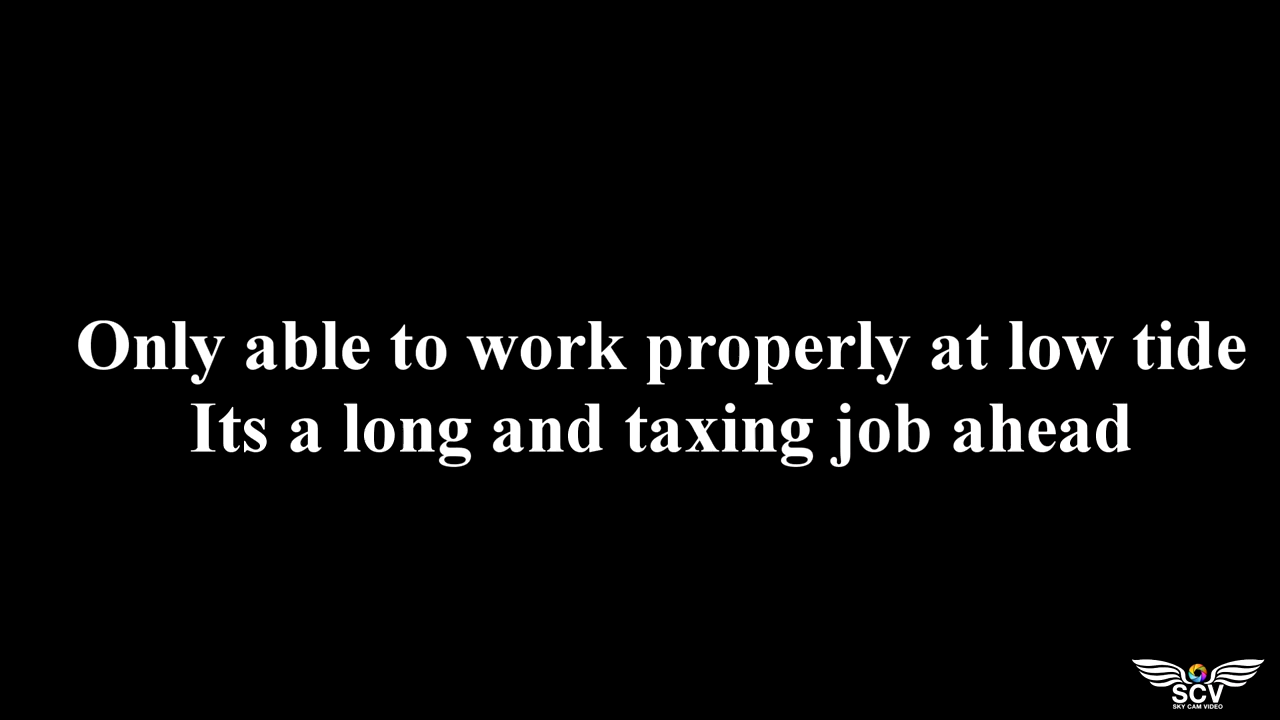 Only able to work properly at low tide
Its a long and taxing job ahead
SCV
SKY CAM VIDEO